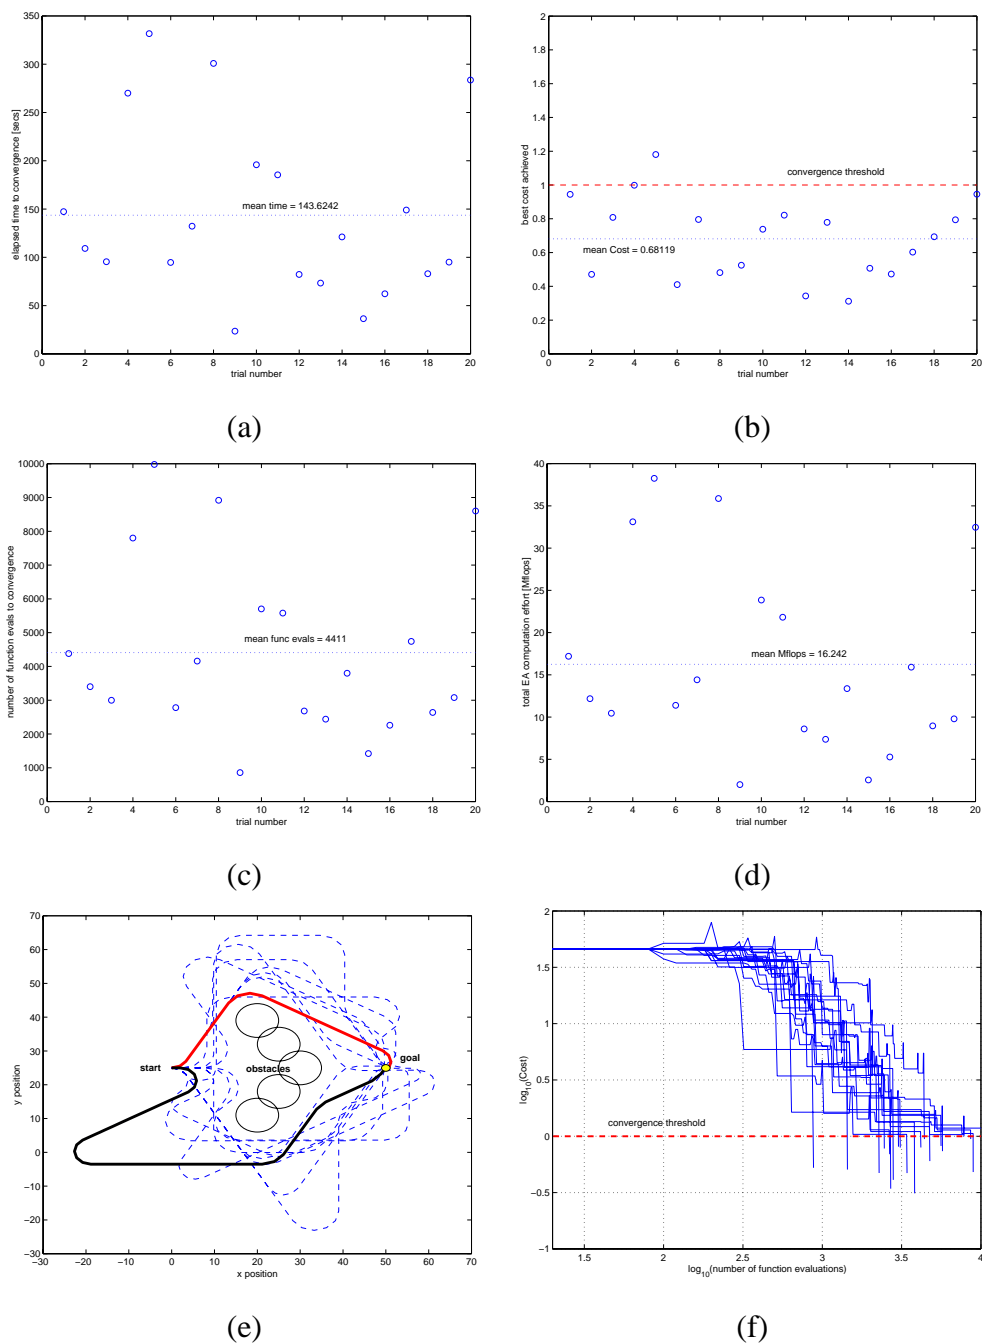 350
300
250
200
150
100
50
0
elapsed time to convergence [secs]
mean time = 143.6242
0 2 4 6 8 10 12 14 16 18 20
trial number
(a)
2
1.8
1.6
1.4
1.2
1
0.8
0.6
0.4
0.2
0
best cost achieved
convergence threshold
mean Cost = 0.68119
0 2 4 6 8 10 12 14 16 18 20
trial number
(b)
10000
9000
8000
7000
6000
5000
4000
3000
2000
1000
0
number of function evals to convergence
mean func evals = 4411
0 2 4 6 8 10 12 14 16 18 20
trial number
(c)
40
35
30
25
20
15
10
5
0
total EA computation effort [Mflops]
mean Mflops = 16.242
0 2 4 6 8 10 12 14 16 18 20
trial number
(d)
70
60
50
40
30
20
10
0
−10
−20
−30
y position
start
obstacles
goal
−30 −20 −10 0 10 20 30 40 50 60 70
x position
(e)
2
1.5
1
0.5
0
−0.5
−1
log10(Cost)
convergence threshold
1.5 2 2.5 3 3.5 4
log10(number of function evaluations)
(f)